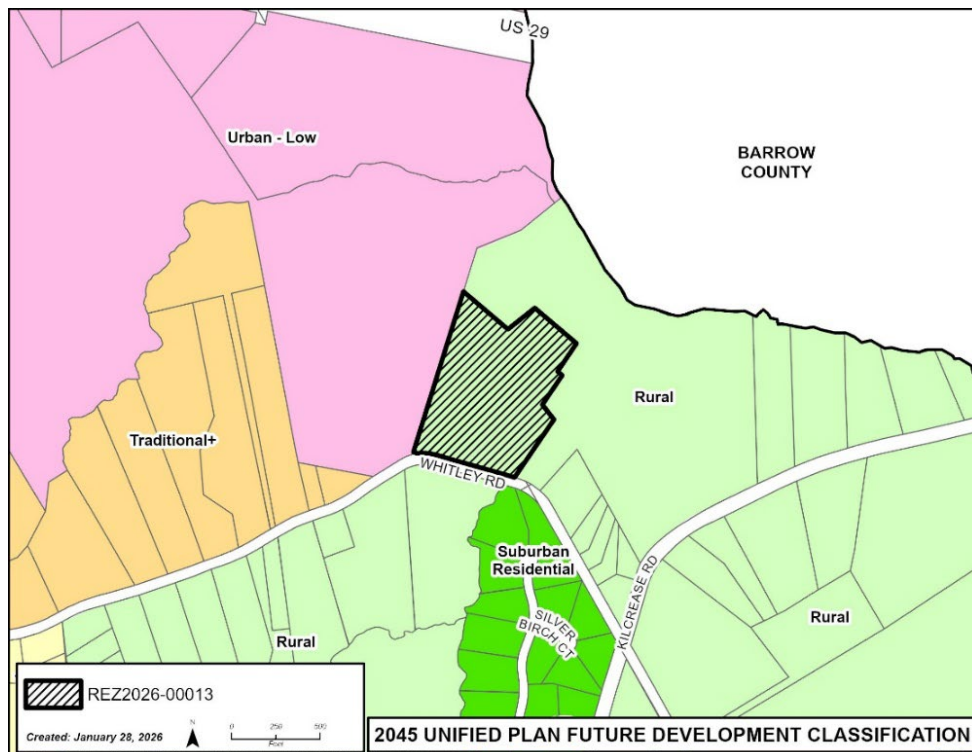 US 29
Urban - Low
BARROW
COUNTY
Rural
Traditional+
WHITLEY RD
Suburban
Residential
KILCREASE RD
SILVER
BIRCH CT
Rural
Rural
REZ2026-00013
Created: January 28, 2026
N
0 250 500
Feet
2045 UNIFIED PLAN FUTURE DEVELOPMENT CLASSIFICATION